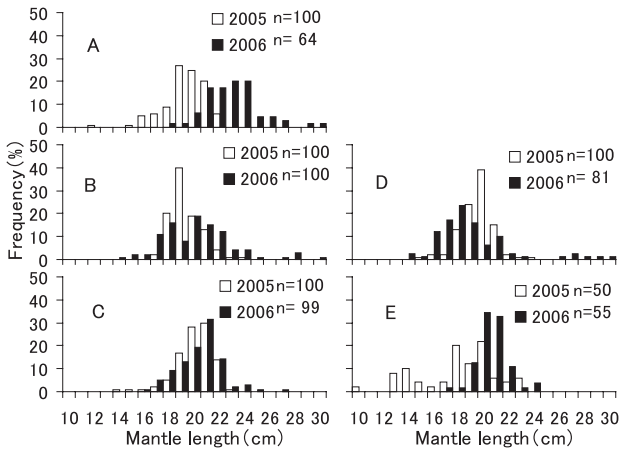 50
40
30
20
10
0
A
2005 n=100
2006 n= 64
50
40
30
20
10
0
B
2005 n=100
2006 n=100
D
2005 n=100
2006 n= 81
Frequency(%)
50
40
30
20
10
0
C
2005 n=100
2006 n= 99
E
2005 n=50
2006 n=55
10 12 14 16 18 20 22 24 26 28 30
10 12 14 16 18 20 22 24 26 28 30
Mantle length(cm)
Mantle length(cm)